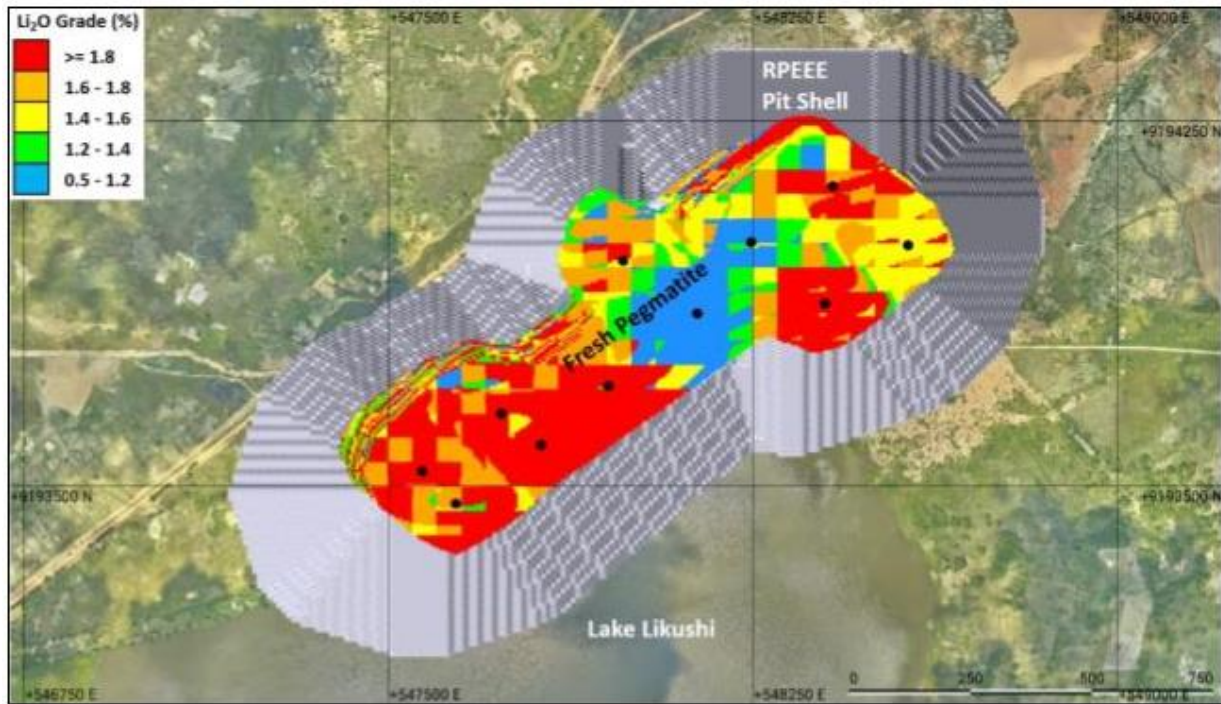 Li₂O Grade (%)
>= 1.8
1.6 - 1.8
1.4 - 1.6
1.2 - 1.4
0.5 - 1.2
+547500 E
+548250 E
+549000 E
RPEEE
Pit Shell
+9194250 N
Fresh Pegmatite
+9193500 N
+9193500 N
Lake Likushi
+546750 E
+547500 E
+548250 E
+549000 E
0
250
500
750